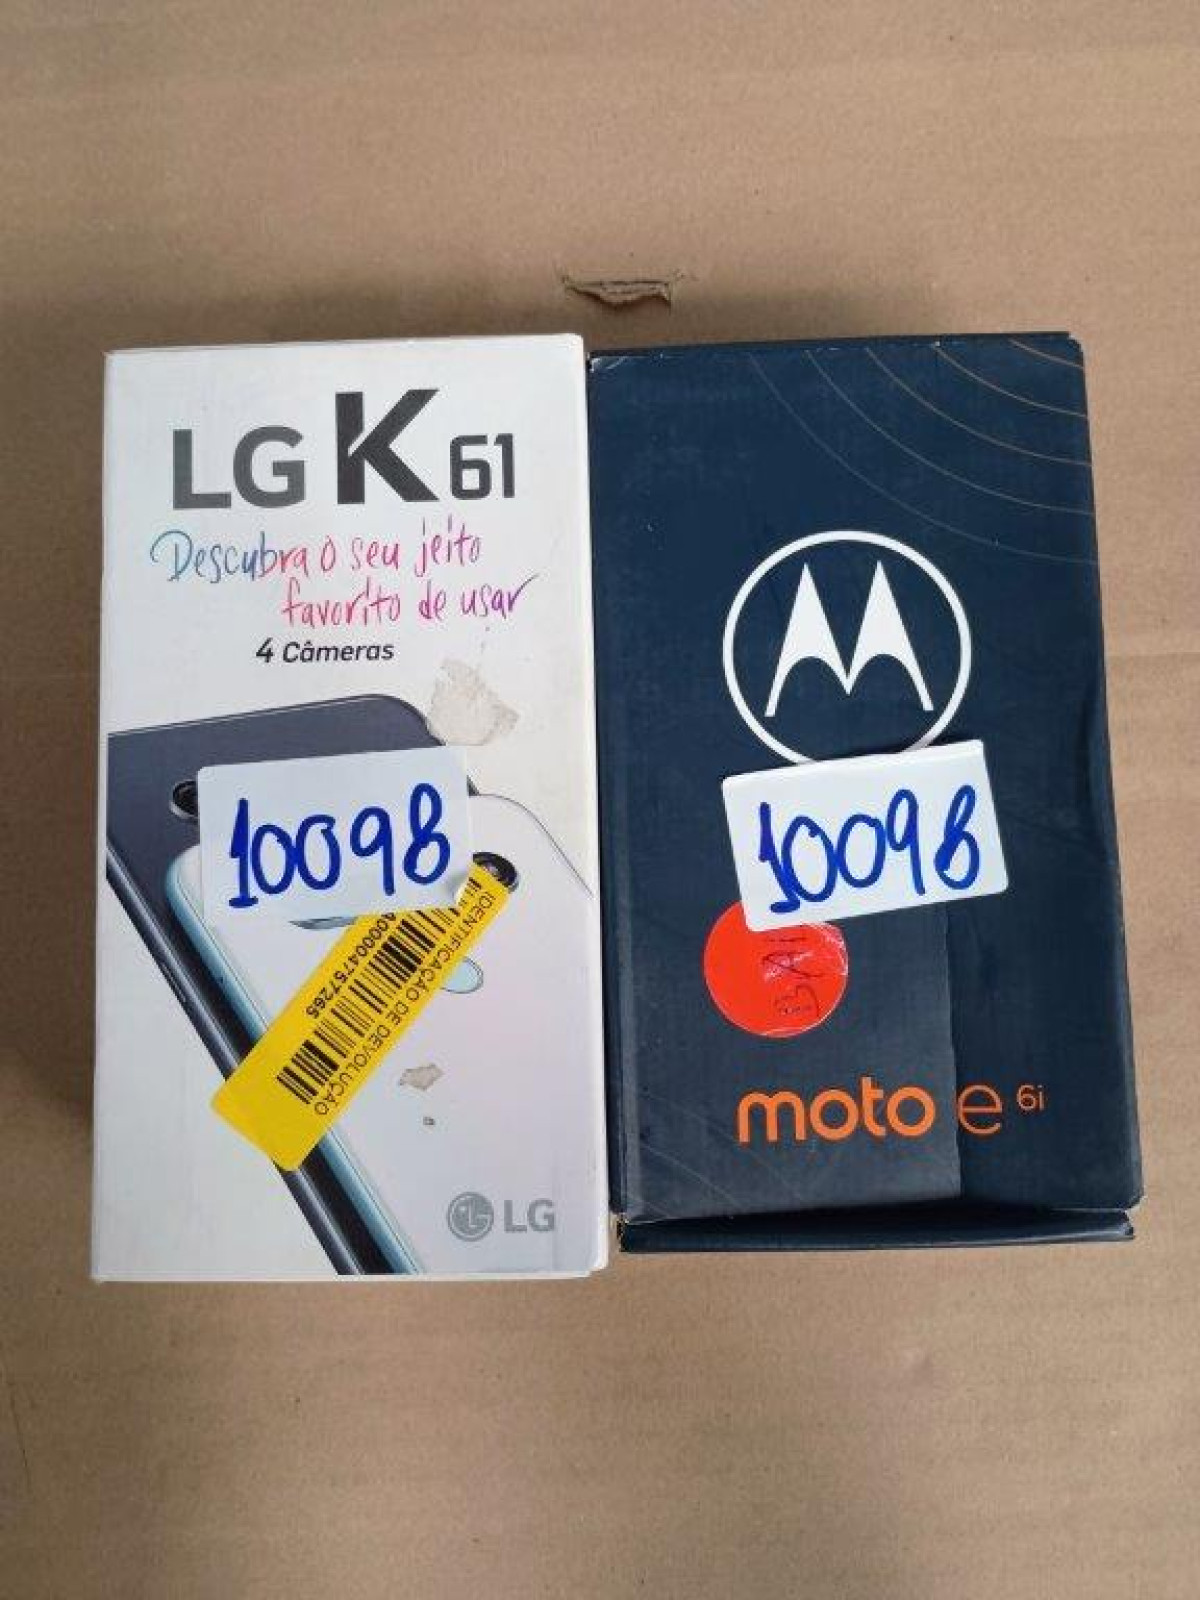 LG K61
Descubra o seu jeito
favorito de usar
4 Câmeras
10098
IDENTIFICAÇÃO DE DEVOLUÇÃO
LG
10098
moto e 6i